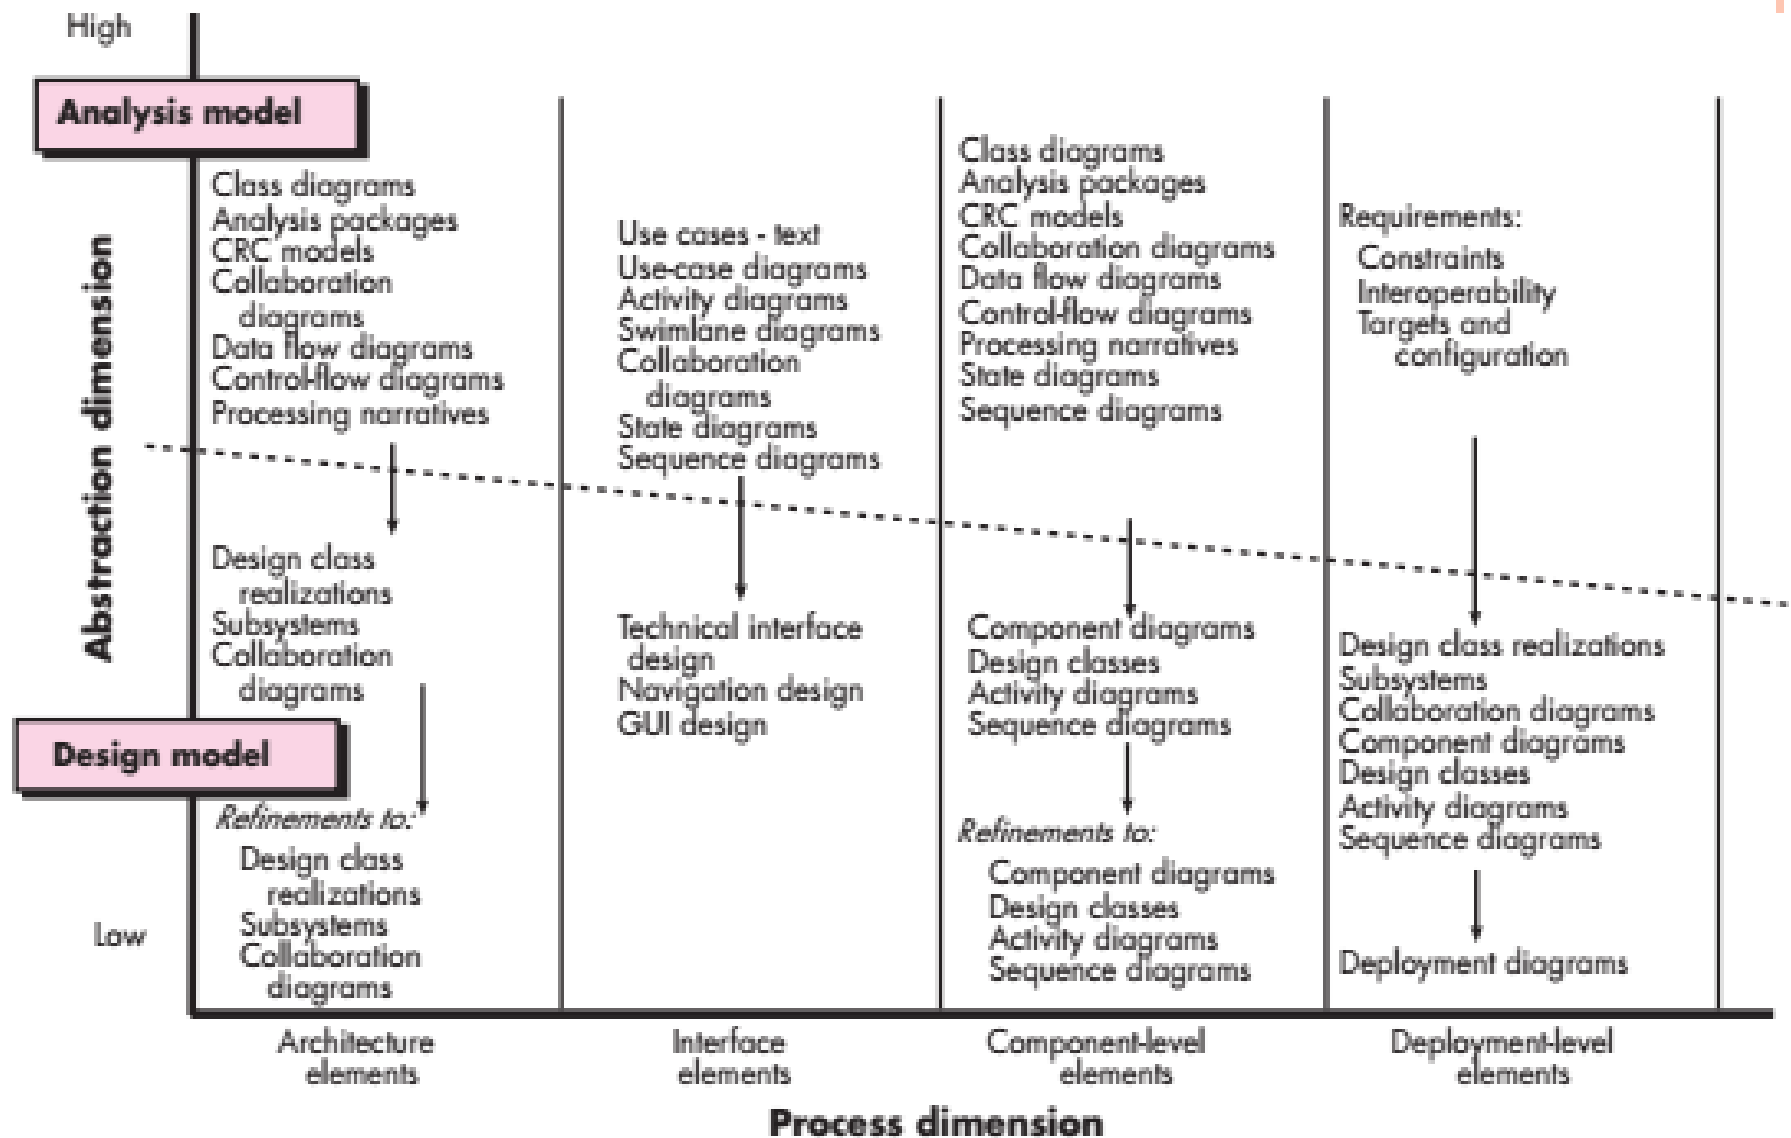 High
Analysis model
Abstraction dimension
Class diagrams
Analysis packages
CRC models
Collaboration
diagrams
Data flow diagrams
Control-flow diagrams
Processing narratives
Design class
realizations
Subsystems
Collaboration
diagrams
Design model
Refinements to:
Design class
realizations
Subsystems
Collaboration
diagrams
Low
Use cases - text
Use-case diagrams
Activity diagrams
Swimlane diagrams
Collaboration
diagrams
State diagrams
Sequence diagrams
Technical interface
design
Navigation design
GUI design
Class diagrams
Analysis packages
CRC models
Collaboration diagrams
Data flow diagrams
Control-flow diagrams
Processing narratives
State diagrams
Sequence diagrams
Component diagrams
Design classes
Activity diagrams
Sequence diagrams
Refinements to:
Component diagrams
Design classes
Activity diagrams
Sequence diagrams
Requirements:
Constraints
Interoperability
Targets and
configuration
Design class realizations
Subsystems
Collaboration diagrams
Component diagrams
Design classes
Activity diagrams
Sequence diagrams
Deployment diagrams
Architecture
elements
Interface
elements
Component-level
elements
Deployment-level
elements
Process dimension